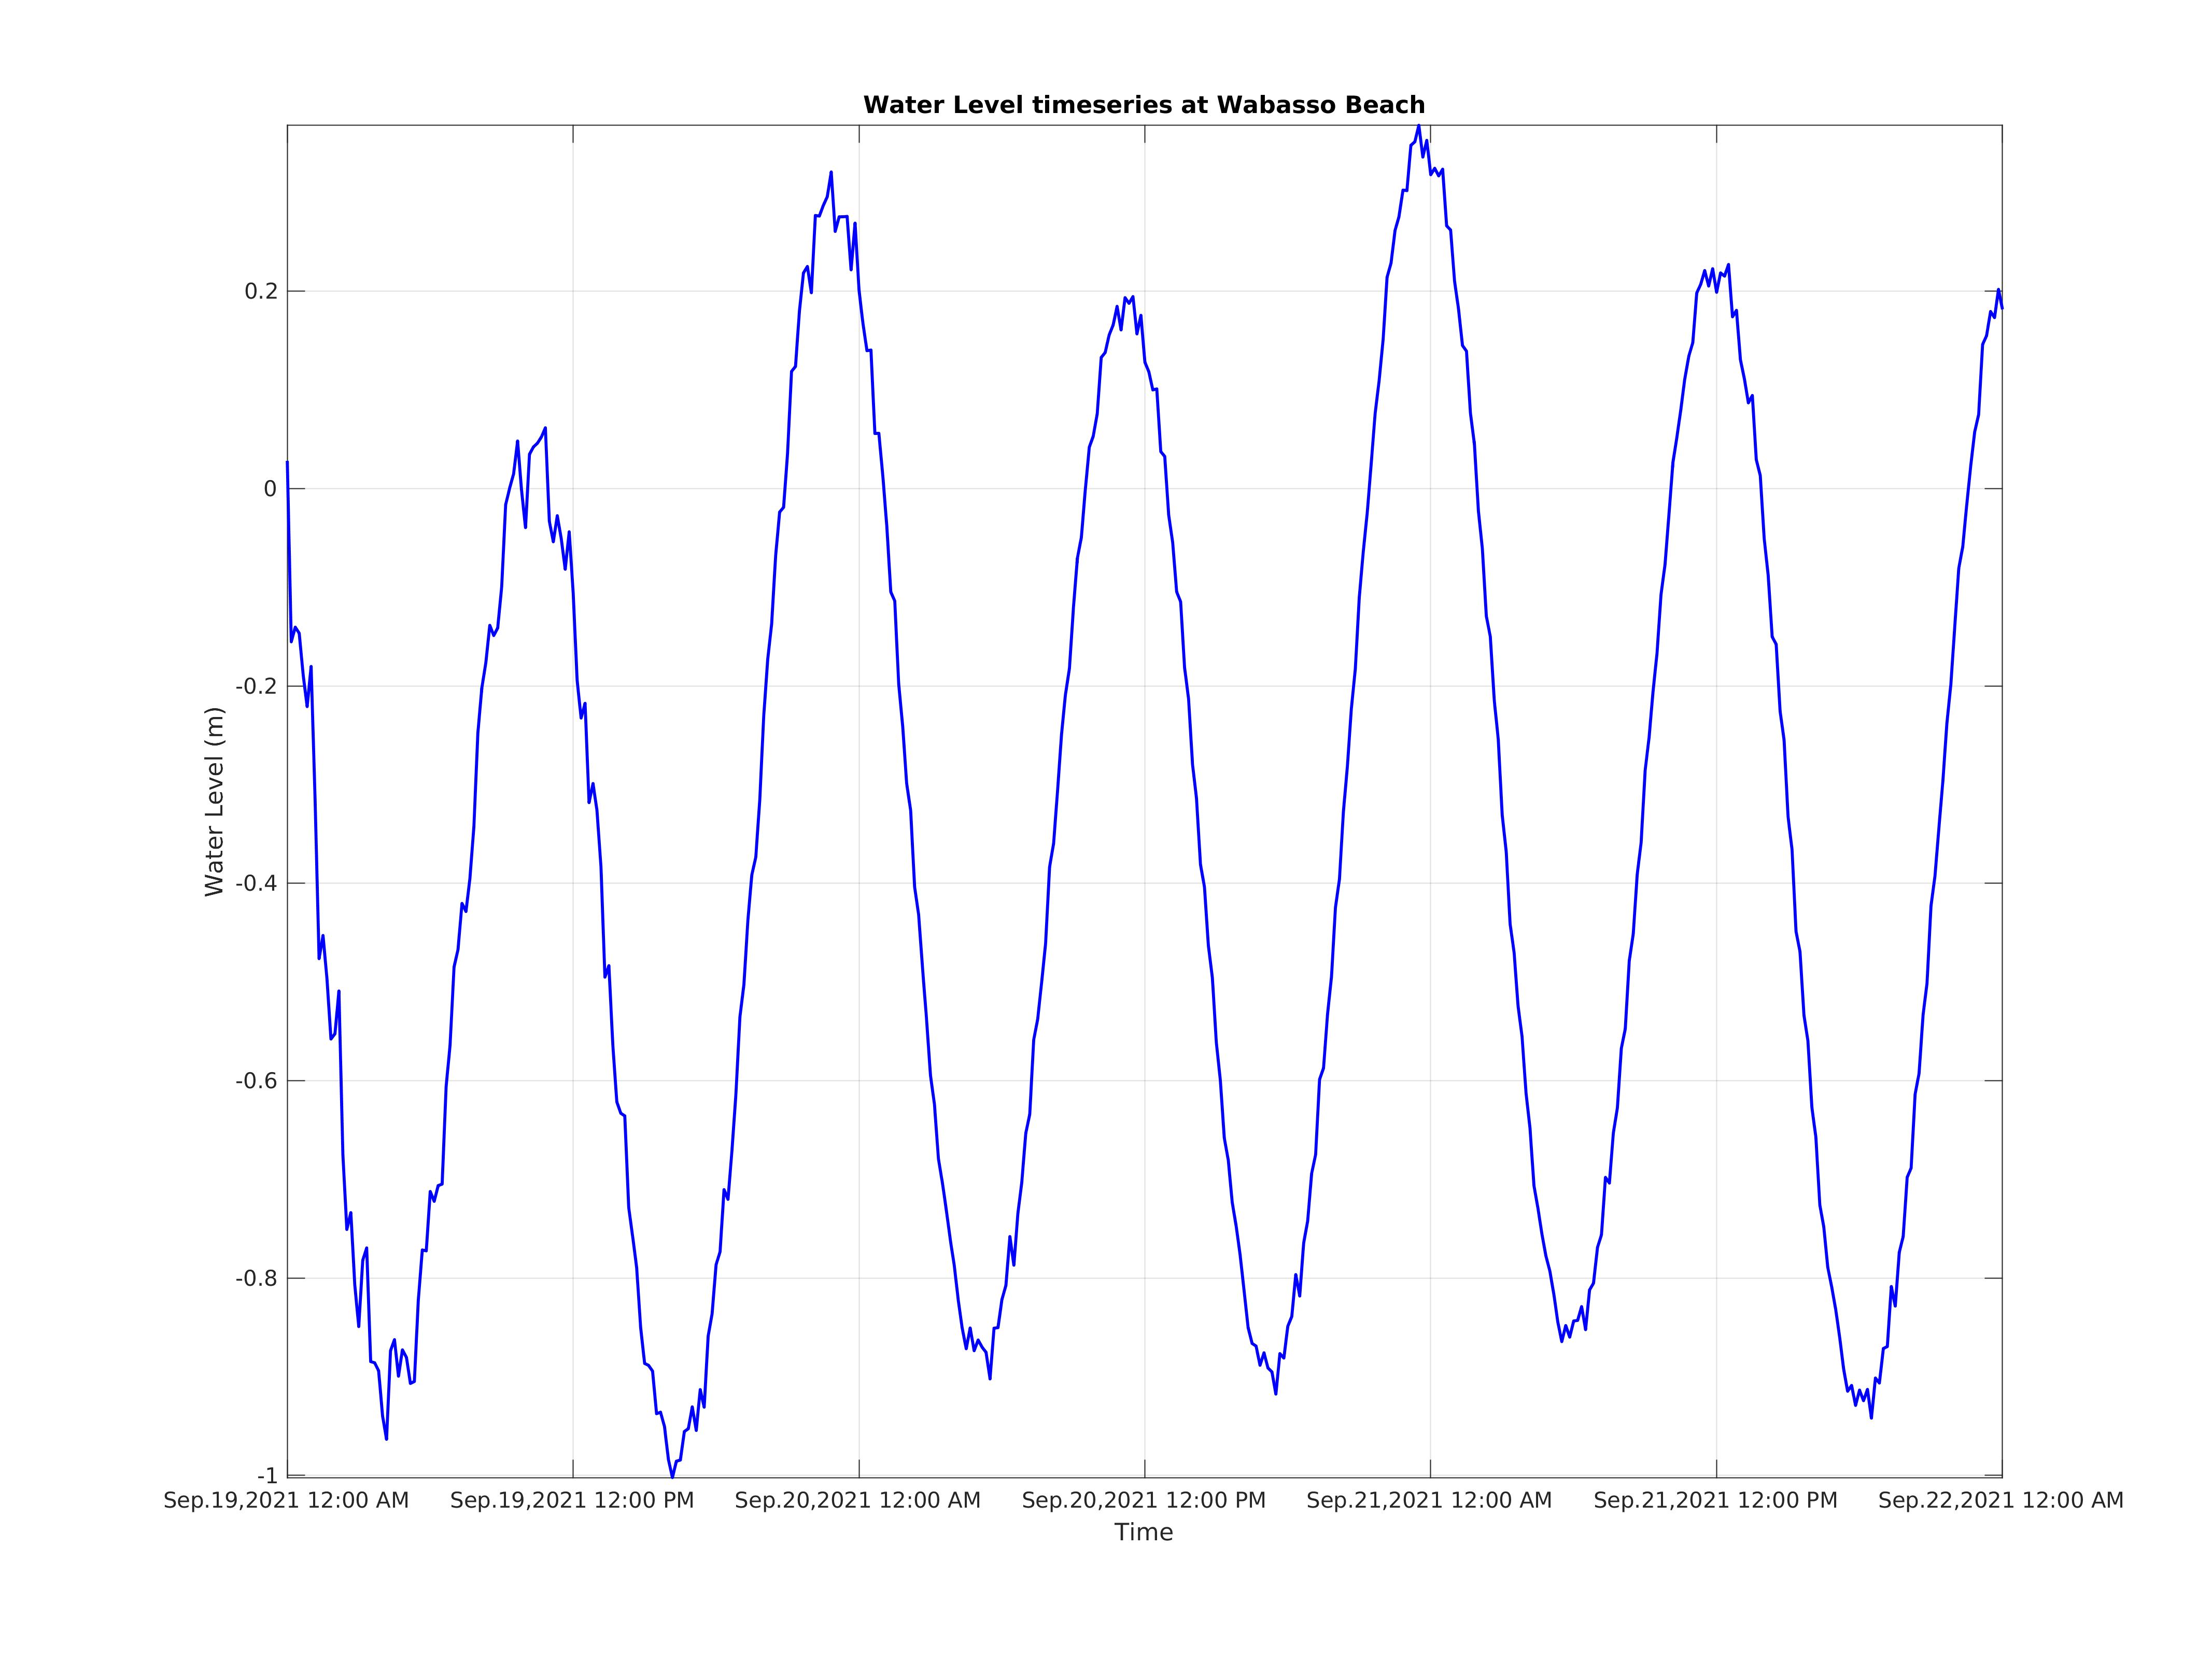 Water Level timeseries at Wabasso Beach
Water Level (m)
0.2
0
-0.2
-0.4
-0.6
-0.8
-1
Sep.19,2021 12:00 AM Sep.19,2021 12:00 PM Sep.20,2021 12:00 AM Sep.20,2021 12:00 PM Sep.21,2021 12:00 AM Sep.21,2021 12:00 PM Sep.22,2021 12:00 AM
Time